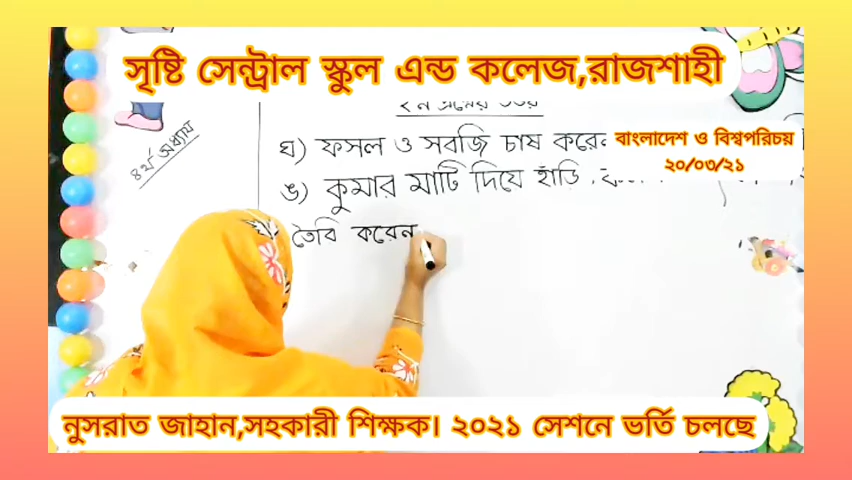 সৃষ্টি সেন্ট্রাল স্কুল এন্ড কলেজ,রাজশাহী
৪র্থ অধ্যায়
ঘ) ফসল ও সবজি চাষ করেন
বাংলাদেশ ও বিশ্বপরিচয়
২০/০৩/২১
ঙ) কুমার মাটি দিয়ে হাঁড়ি
তৈরি করেন
নুসরাত জাহান,সহকারী শিক্ষক। ২০২১ সেশনে ভর্তি চলছে